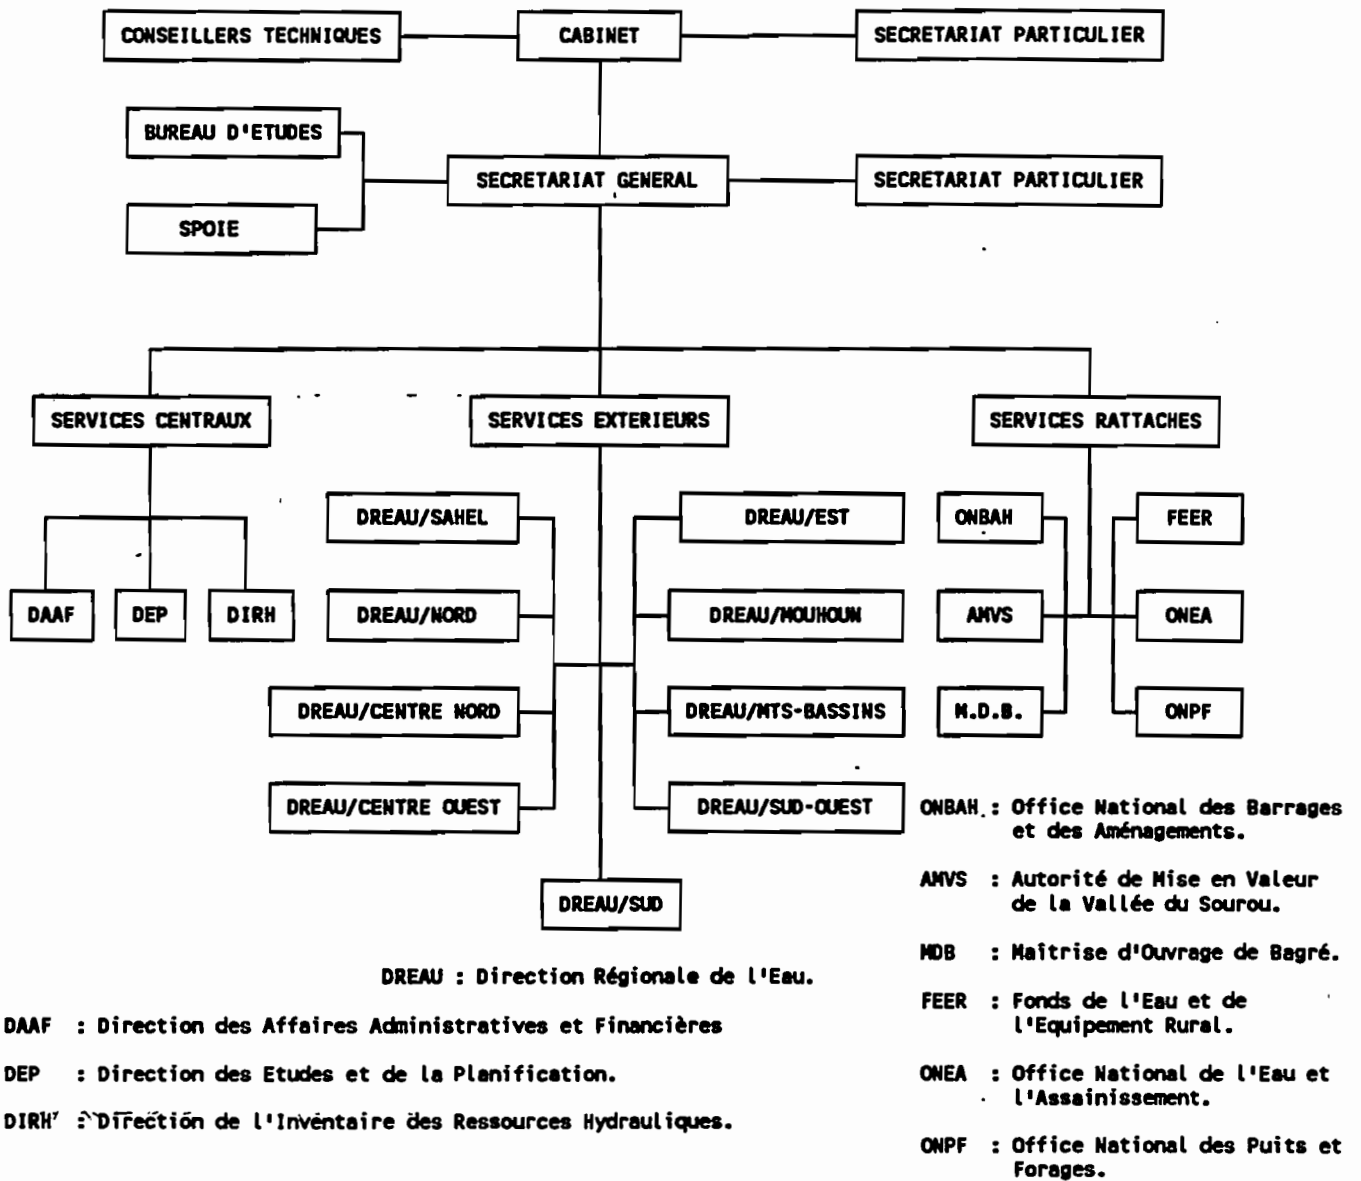 CONSEILLERS TECHNIQUES
CABINET
SECRETARIAT PARTICULIER
BUREAU D'ETUDES
SECRETARIAT GENERAL
SECRETARIAT PARTICULIER
SPOIE
SERVICES CENTRAUX
SERVICES EXTERIEURS
SERVICES RATTACHES
DREAU/SAHEL
DREAU/EST
ONBAH
FEER
DAAF
DEP
DIRH
DREAU/NORD
DREAU/MOUHOUN
AMVS
ONEA
DREAU/CENTRE NORD
DREAU/MTS-BASSINS
M.D.B.
ONPF
DREAU/CENTRE OUEST
DREAU/SUD-OUEST
DREAU/SUD
DREAU : Direction Régionale de l'Eau.
DAAF : Direction des Affaires Administratives et Financières
DEP : Direction des Etudes et de la Planification.
DIRH : Direction de l'Inventaire des Ressources Hydrauliques.
ONBAH : Office National des Barrages
et des Aménagements.
AMVS : Autorité de Mise en Valeur
de la Vallée du Sourou.
MDB : Maîtrise d'Ouvrage de Bagré.
FEER : Fonds de l'Eau et de
l'Equipement Rural.
ONEA : Office National de l'Eau et
l'Assainissement.
ONPF : Office National des Puits et
Forages.